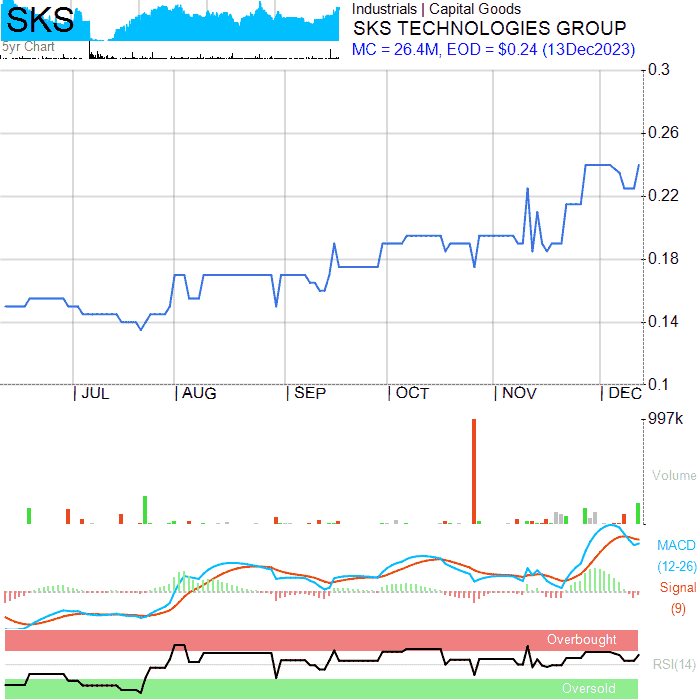 SKS
5yr Chart
Industrials | Capital Goods
SKS TECHNOLOGIES GROUP
MC = 26.4M, EOD = $0.24 (13Dec2023)
0.3
0.26
0.22
0.18
0.14
0.1
| JUL | AUG | SEP | OCT | NOV | DEC
997k
Volume
MACD
(12-26)
Signal
(9)
Overbought
RSI(14)
Oversold